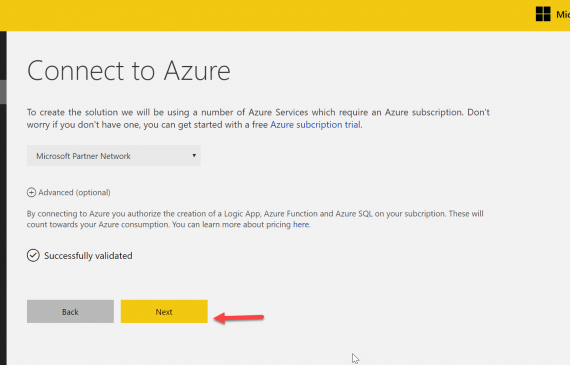 Mic
Connect to Azure
To create the solution we will be using a number of Azure Services which require an Azure subscription. Don't
worry if you don't have one, you can get started with a free Azure subcription trial.
Microsoft Partner Network
Advanced (optional)
By connecting to Azure you authorize the creation of a Logic App, Azure Function and Azure SQL on your subcription. These will
count towards your Azure consumption. You can learn more about pricing here.
Successfully validated
Back Next